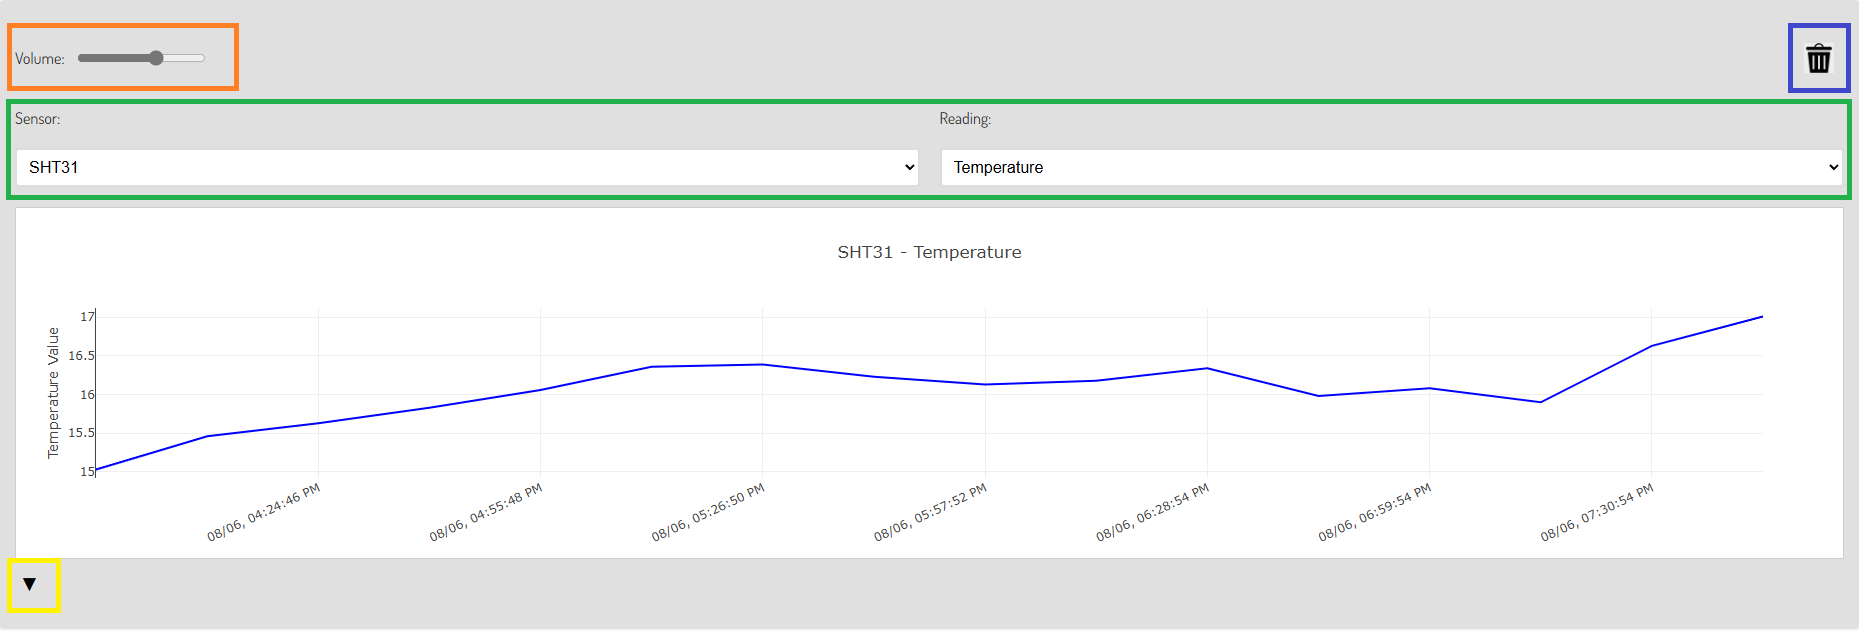 Volume:
Sensor:
Reading:
SHT31
Temperature
SHT31 - Temperature
Temperature Value
17
16.5
16
15.5
15
08/06, 04:24:46 PM
08/06, 04:55:48 PM
08/06, 05:26:50 PM
08/06, 05:57:52 PM
08/06, 06:28:54 PM
08/06, 06:59:54 PM
08/06, 07:30:54 PM